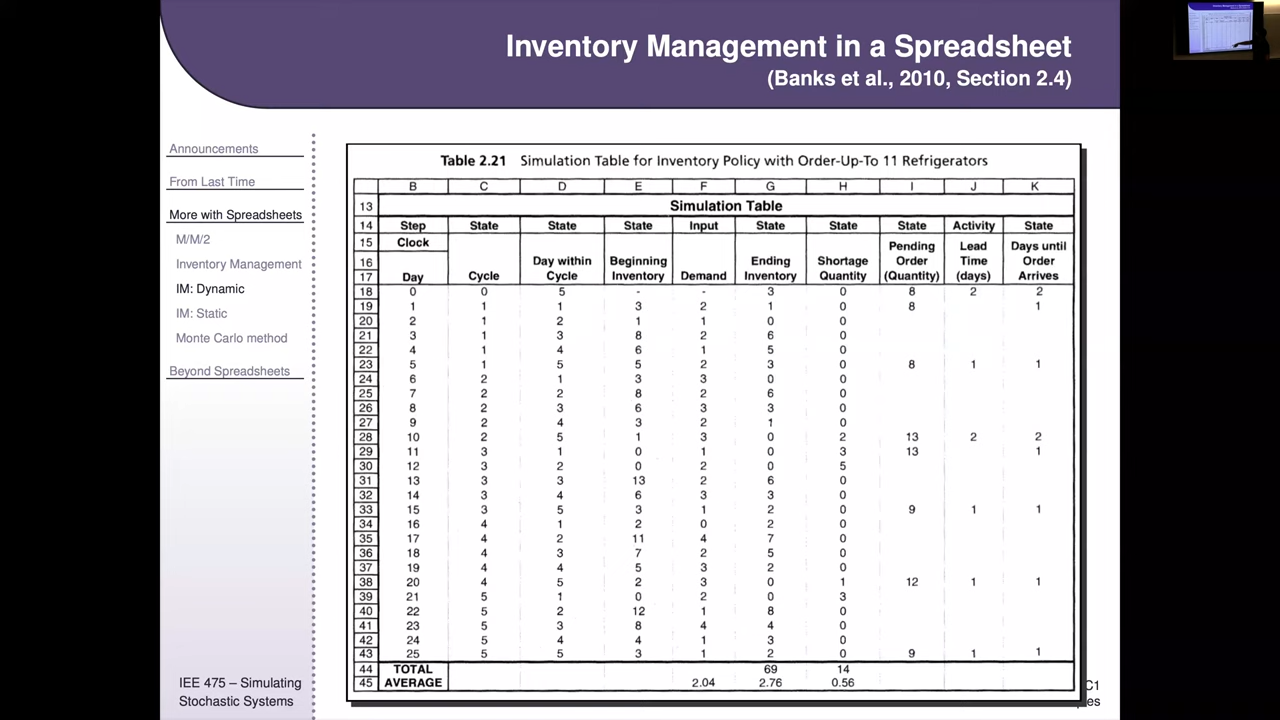 Inventory Management in a Spreadsheet
(Banks et al., 2010, Section 2.4)
Announcements
From Last Time
More with Spreadsheets
M/M/2
Inventory Management
IM: Dynamic
IM: Static
Monte Carlo method
Beyond Spreadsheets
IEE 475 – Simulating
Stochastic Systems
Table 2.21 Simulation Table for Inventory Policy with Order-Up-To 11 Refrigerators
B C D E F G H I J K
13 Simulation Table
14 Step State State State Input State State State Activity State
15 Clock Pending Lead Days until
16 Day within Beginning Ending Shortage Order Time Order
17 Day Cycle Cycle Inventory Demand Inventory Quantity (Quantity) (days) Arrives
18 0 0 5 - - 3 0 8 2 2
19 1 1 1 3 2 1 0 8 1
20 2 1 2 1 1 0 0
21 3 1 3 8 2 6 0
22 4 1 4 6 1 5 0
23 5 1 5 5 2 3 0 8 1 1
24 6 2 1 3 3 0 0
25 7 2 2 8 2 6 0
26 8 2 3 6 3 3 0
27 9 2 4 3 2 1 0
28 10 2 5 1 3 0 2 13 2 2
29 11 3 1 0 1 0 3 13 1
30 12 3 2 0 2 0 5
31 13 3 3 13 2 6 0
32 14 3 4 6 3 3 0
33 15 3 5 3 1 2 0 9 1 1
34 16 4 1 2 0 2 0
35 17 4 2 11 4 7 0
36 18 4 3 7 2 5 0
37 19 4 4 5 3 2 0
38 20 4 5 2 3 0 1 12 1 1
39 21 5 1 0 2 0 3
40 22 5 2 12 1 8 0
41 23 5 3 8 4 4 0
42 24 5 4 4 1 3 0
43 25 5 5 3 1 2 0 9 1 1
44 TOTAL 69 14
45 AVERAGE 2.04 2.76 0.56